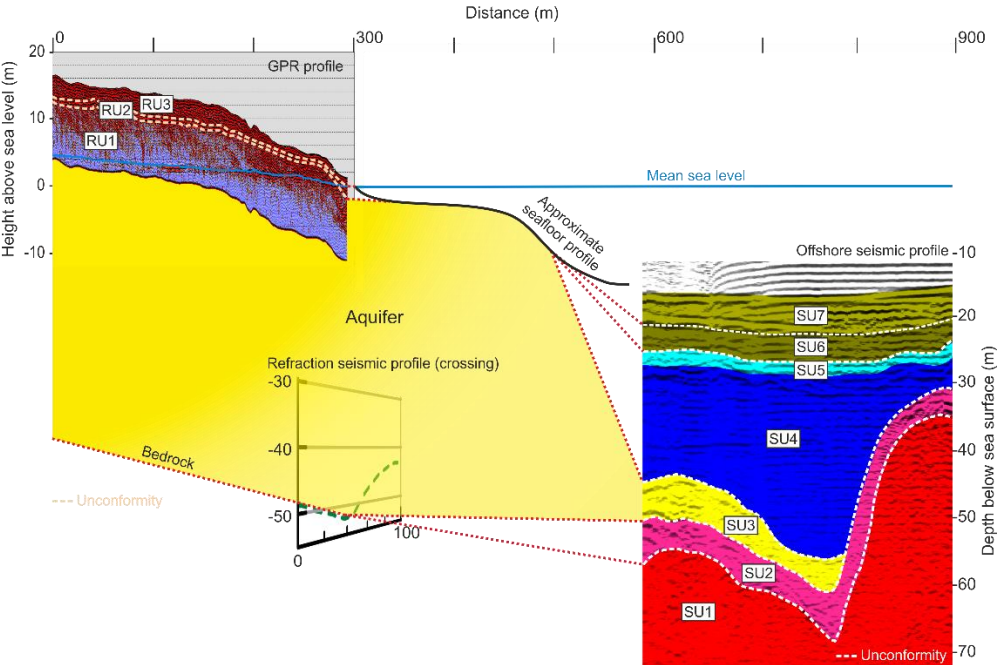 Distance (m)
0
300
600
900
20
10
0
-10
Height above sea level (m)
GPR profile
RU3
RU2
RU1
Mean sea level
Approximate
seafloor profile
Offshore seismic profile
-10
-20
-30
-40
-50
-60
-70
Depth below sea surface (m)
SU7
SU6
SU5
SU4
SU3
SU2
SU1
Aquifer
Refraction seismic profile (crossing)
-30
-40
-50
0
100
Bedrock
Unconformity
Unconformity